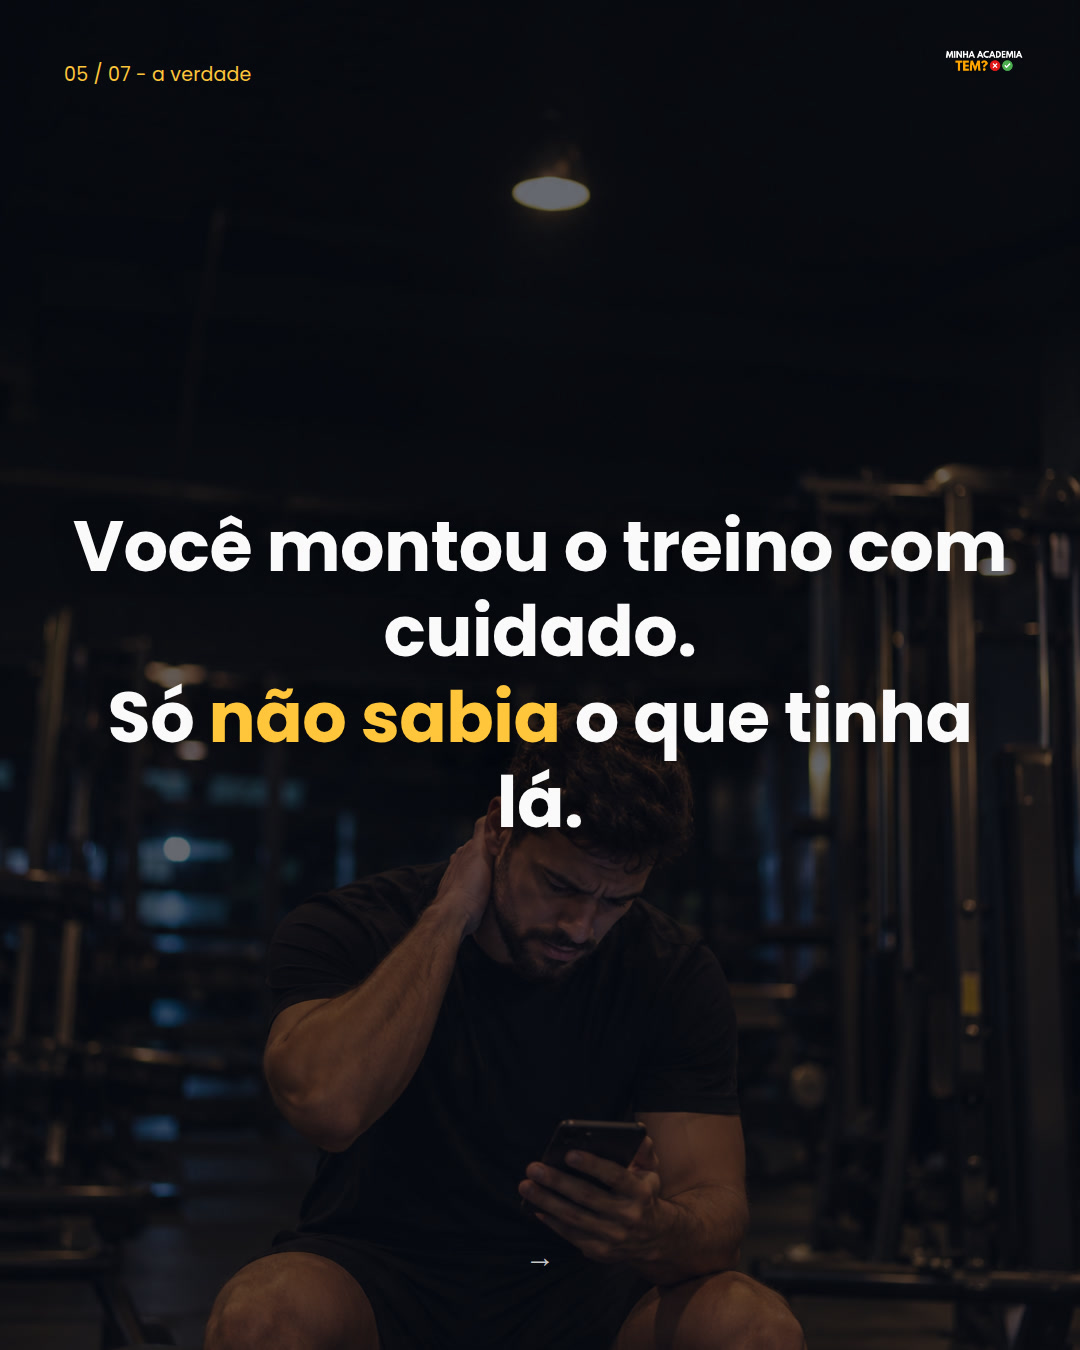 05 / 07 - a verdade
MINHA ACADEMIA
TEM?
Você montou o treino com
cuidado.
Só não sabia o que tinha
lá.
→